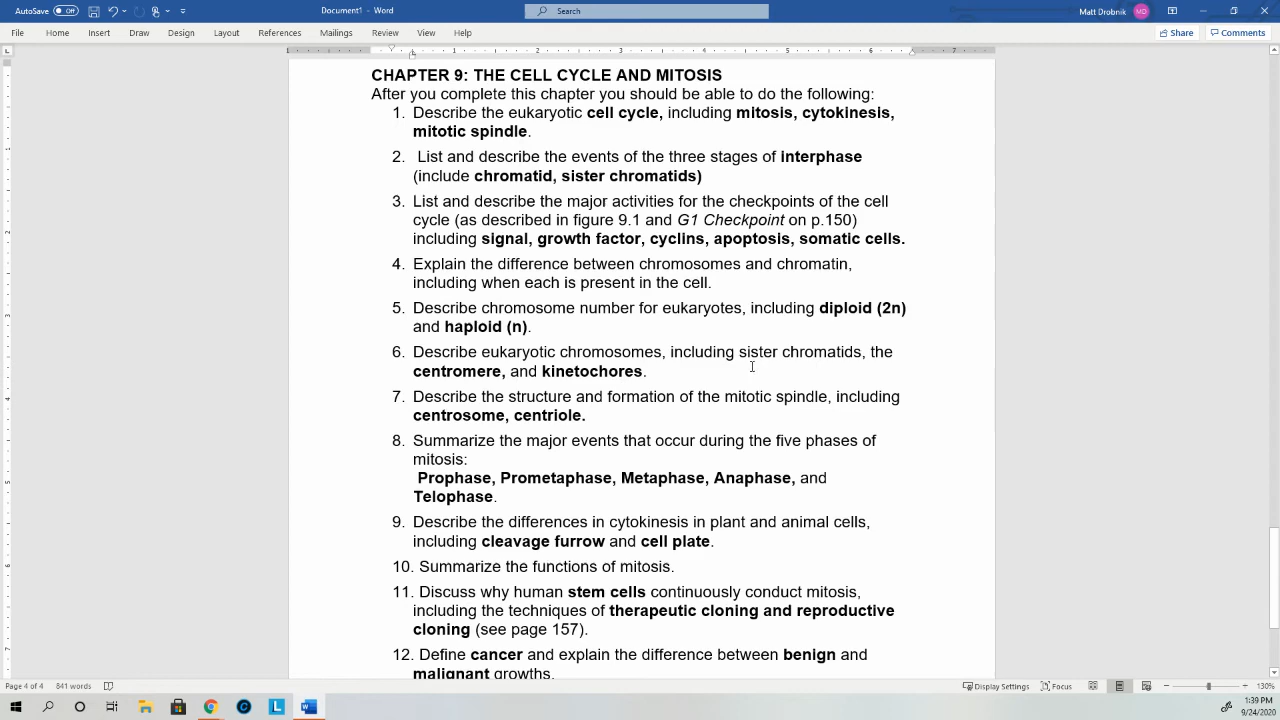 AutoSave Off Document1 - Word Search Matt Drobnik MD
File Home Insert Draw Design Layout References Mailings Review View Help Share Comments
1 2 3 4 5 6 7
CHAPTER 9: THE CELL CYCLE AND MITOSIS
After you complete this chapter you should be able to do the following:
1. Describe the eukaryotic cell cycle, including mitosis, cytokinesis,
mitotic spindle.
2. List and describe the events of the three stages of interphase
(include chromatid, sister chromatids)
3. List and describe the major activities for the checkpoints of the cell
cycle (as described in figure 9.1 and G1 Checkpoint on p.150)
including signal, growth factor, cyclins, apoptosis, somatic cells.
4. Explain the difference between chromosomes and chromatin,
including when each is present in the cell.
5. Describe chromosome number for eukaryotes, including diploid (2n)
and haploid (n).
6. Describe eukaryotic chromosomes, including sister chromatids, the
centromere, and kinetochores.
7. Describe the structure and formation of the mitotic spindle, including
centrosome, centriole.
8. Summarize the major events that occur during the five phases of
mitosis:
Prophase, Prometaphase, Metaphase, Anaphase, and
Telophase.
9. Describe the differences in cytokinesis in plant and animal cells,
including cleavage furrow and cell plate.
10. Summarize the functions of mitosis.
11. Discuss why human stem cells continuously conduct mitosis,
including the techniques of therapeutic cloning and reproductive
cloning (see page 157).
12. Define cancer and explain the difference between benign and
malignant growths.
Page 4 of 4 841 words Display Settings Focus 130%
1:39 PM
9/24/2020